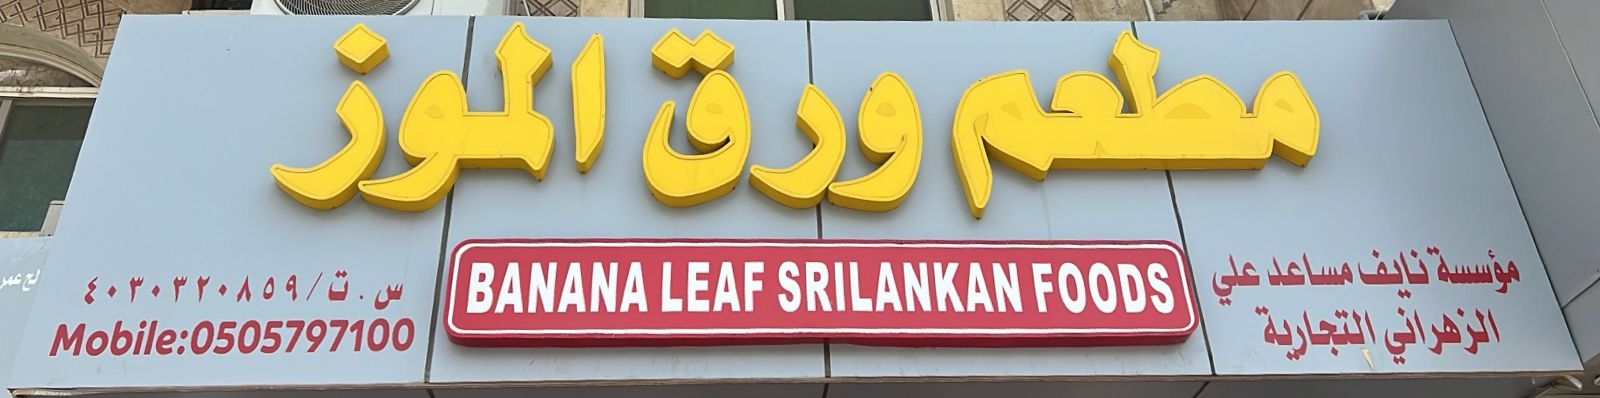 مطعم ورق الموز
BANANA LEAF SRILANKAN FOODS
مؤسسة نايف مساعد علي
الزهراني التجارية
س.ت/٤٠٣٠٣٢٠٨٥٩
Mobile:0505797100